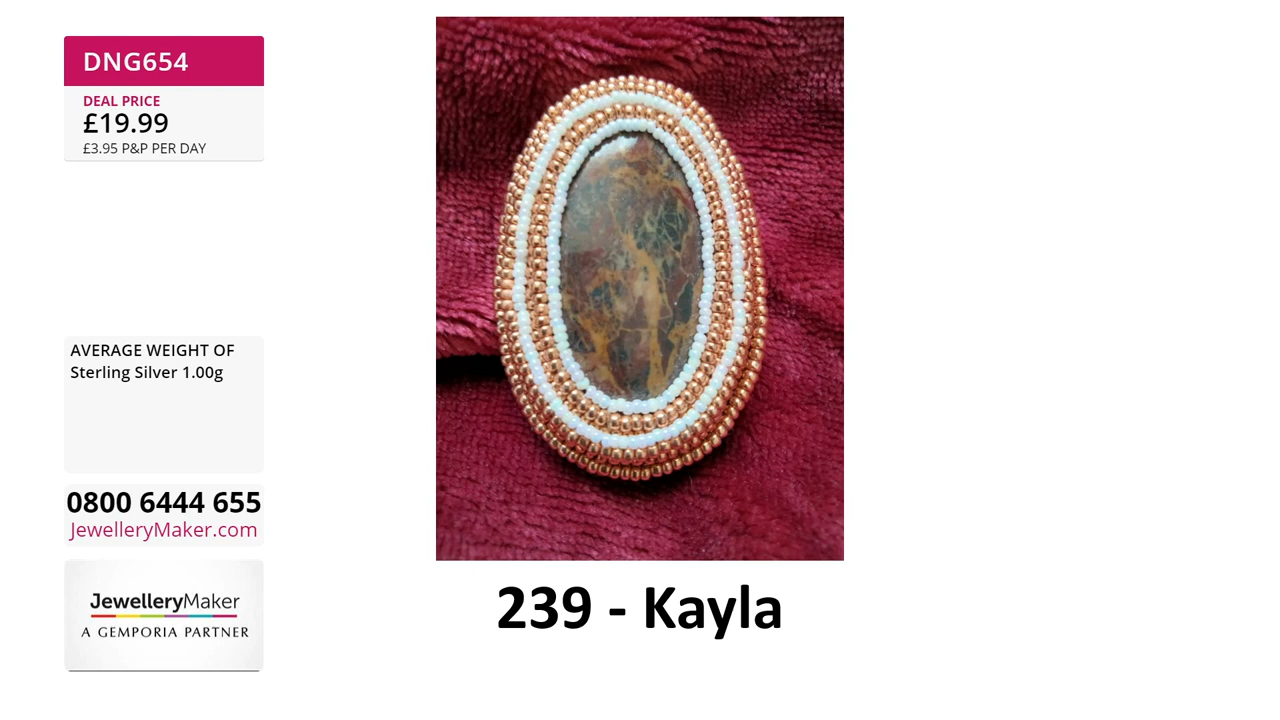 DNG654
DEAL PRICE
£19.99
£3.95 P&P PER DAY
AVERAGE WEIGHT OF
Sterling Silver 1.00g
0800 6444 655
JewelleryMaker.com
JewelleryMaker
A GEMPORIA PARTNER
239 - Kayla